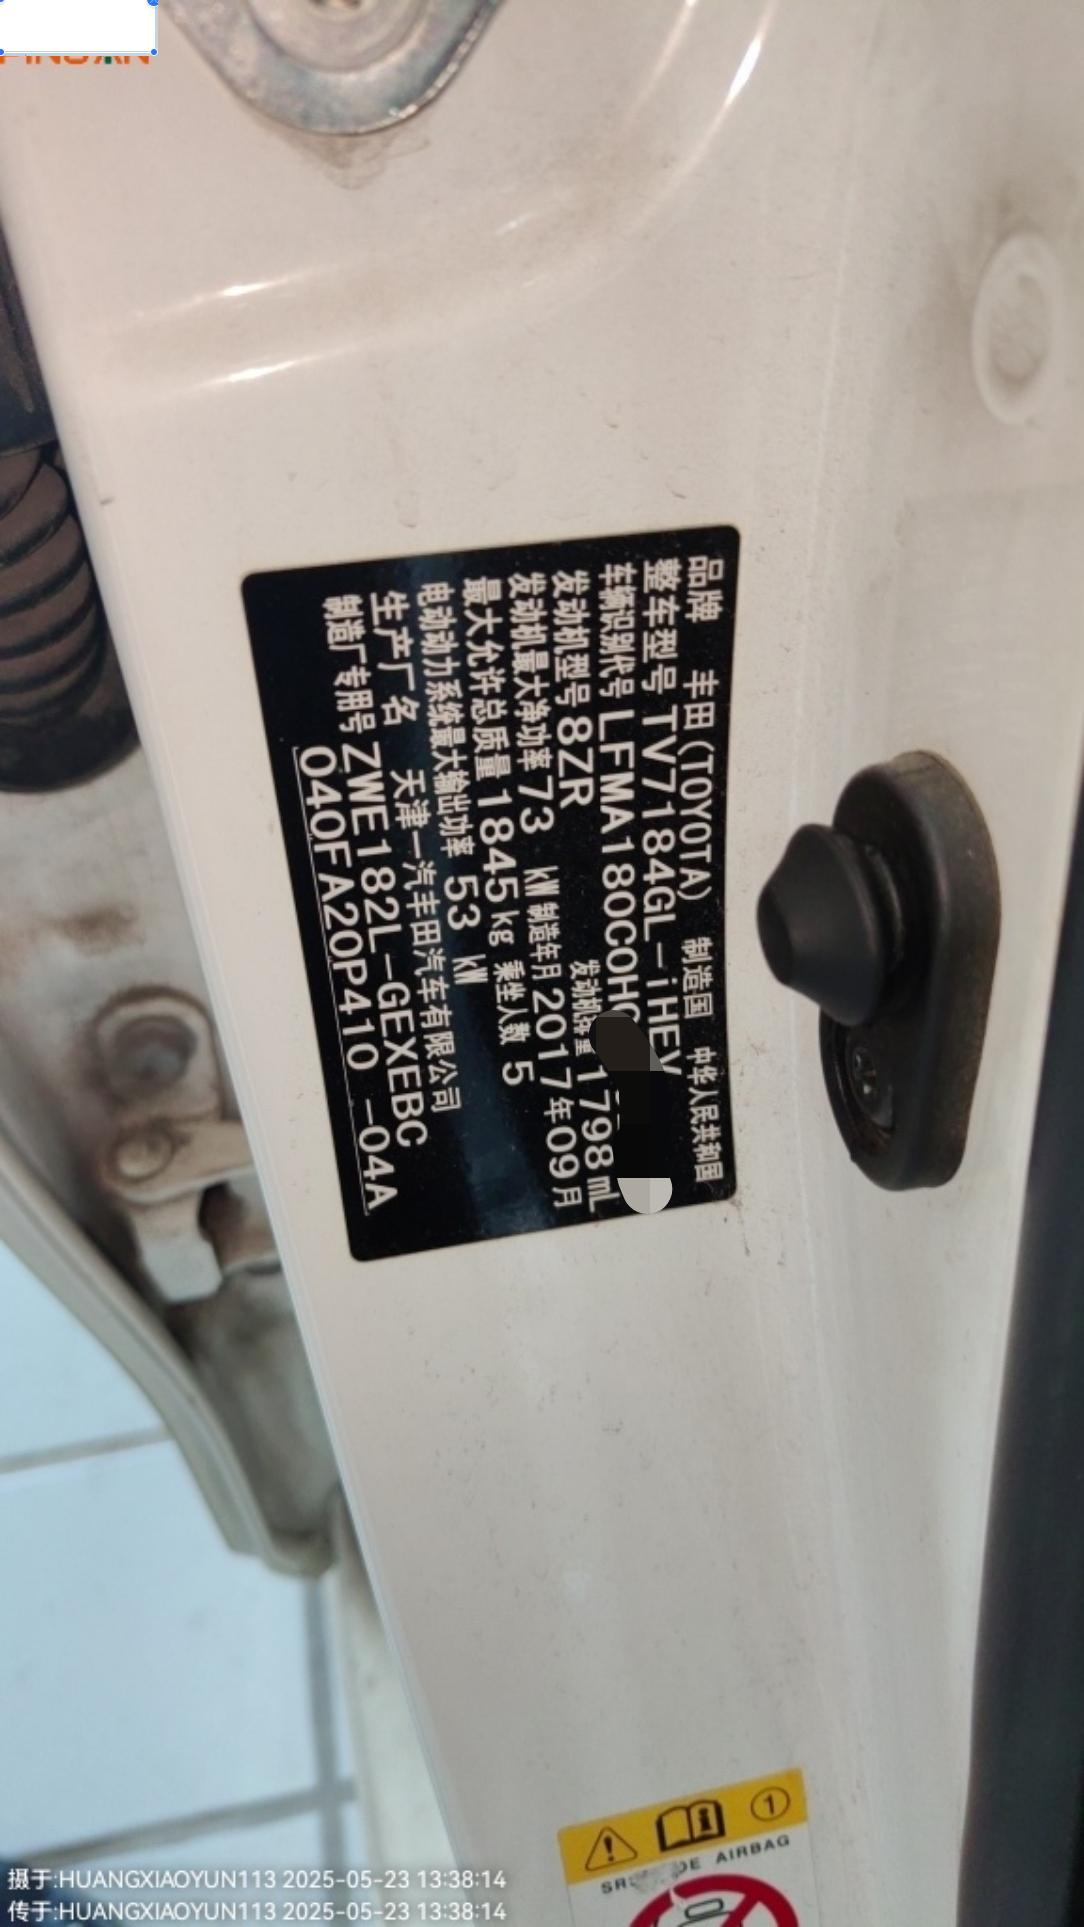 品牌 丰田(TOYOTA) 制造国 中华人民共和国
整车型号 TV7184GL-iHEV
车辆识别代号 LFMA180C0HG
发动机型号 8ZR 发动机排量 1798 mL
发动机最大净功率 73 kW 制造年月 2017年09月
最大允许总质量 1845 kg 乘坐人数 5
电动动力系统最大输出功率 53 kW
生产厂名 天津一汽丰田汽车有限公司
制造厂专用号 ZWE182L-GEXEBC
040FA20P410 -04A
1
AIRBAG
摄于:HUANGXIAOYUN113 2025-05-23 13:38:14
传于:HUANGXIAOYUN113 2025-05-23 13:38:14